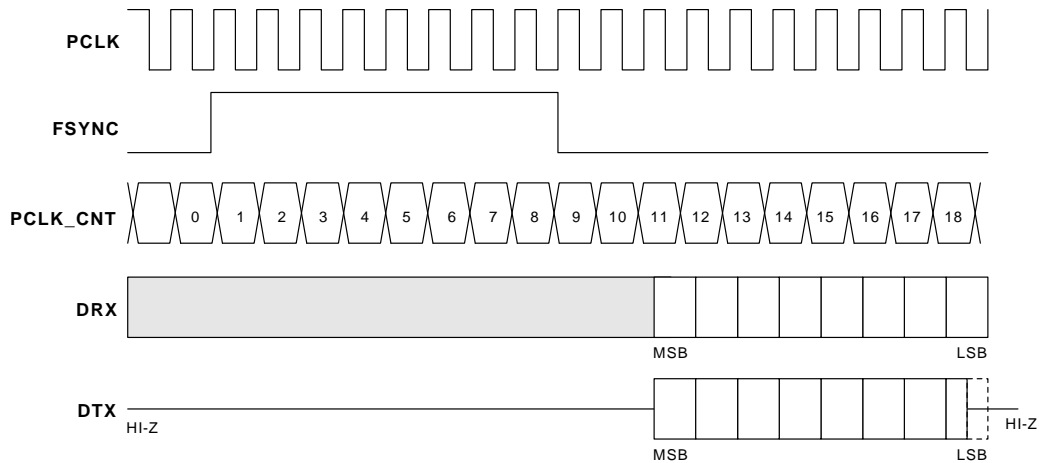 PCLK
FSYNC
PCLK_CNT 0 1 2 3 4 5 6 7 8 9 10 11 12 13 14 15 16 17 18
DRX
MSB LSB
DTX
HI-Z HI-Z
MSB LSB